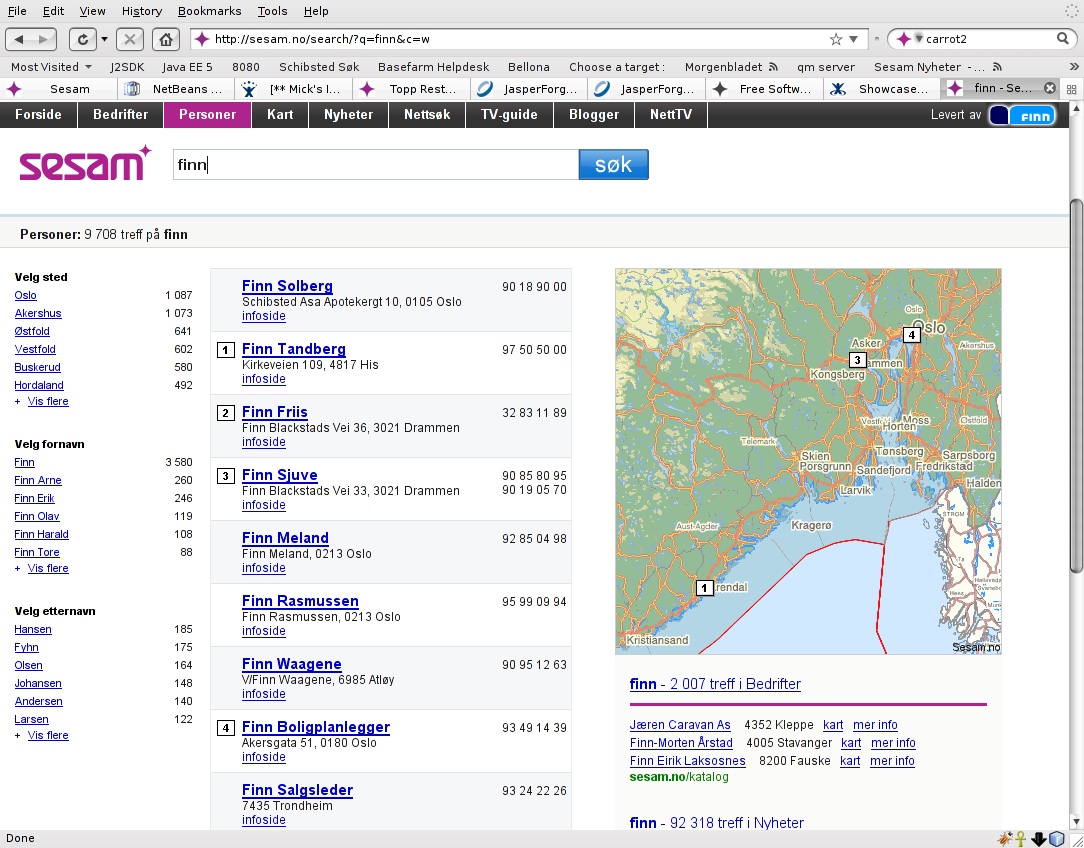 File Edit View History Bookmarks Tools Help
http://sesam.no/search/?q=finn&c=w
carrot2
Most Visited J2SDK Java EE 5 8080 Schibsted Søk Basefarm Helpdesk Bellona Choose a target: Morgenbladet qm server Sesam Nyheter - ... »
Sesam NetBeans ... [** Mick's I... Topp Rest... JasperForg... JasperForg... Free Softw... Showcase... finn - Se...
Forside Bedrifter Personer Kart Nyheter Nettsøk TV-guide Blogger NetTV Levert av FINN
sesam finn søk
Personer: 9 708 treff på finn
Velg sted
Oslo 1 087
Akershus 1 073
Østfold 641
Vestfold 602
Buskerud 580
Hordaland 492
+ Vis flere
Velg fornavn
Finn 3 580
Finn Arne 260
Finn Erik 246
Finn Olav 119
Finn Harald 108
Finn Tore 88
+ Vis flere
Velg etternavn
Hansen 185
Fyhn 175
Olsen 164
Johansen 148
Andersen 140
Larsen 122
+ Vis flere
Finn Solberg 90 18 90 00
Schibsted Asa Apotekergt 10, 0105 Oslo
infoside
1 Finn Tandberg 97 50 50 00
Kirkeveien 109, 4817 His
infoside
2 Finn Friis 32 83 11 89
Finn Blackstads Vei 36, 3021 Drammen
infoside
3 Finn Sjuve 90 85 80 95
Finn Blackstads Vei 33, 3021 Drammen 90 19 05 70
infoside
Finn Meland 92 85 04 98
Finn Meland, 0213 Oslo
infoside
Finn Rasmussen 95 99 09 94
Finn Rasmussen, 0213 Oslo
infoside
Finn Waagene 90 95 12 63
V/Finn Waagene, 6985 Atløy
infoside
4 Finn Boligplanlegger 93 49 14 39
Akersgata 51, 0180 Oslo
infoside
Finn Salgsleder 93 24 22 26
7435 Trondheim
infoside
Oslo
4 Oslo
Asker Akershus
3 ammen
Kongsberg
Vestfold Moss Østfold
Horten
Telemark
Tønsberg
Skien Sarpsborg
Porsgrunn Sandefjord Fredrikstad
Larvik Halden
STROM
Aust-Agder Kragerø
1 rendal
Kristiansand
Sesam.no
finn - 2 007 treff i Bedrifter
Jæren Caravan As 4352 Kleppe kart mer info
Finn-Morten Årstad 4005 Stavanger kart mer info
Finn Eirik Laksosnes 8200 Fauske kart mer info
sesam.no/katalog
finn - 92 318 treff i Nyheter
Done